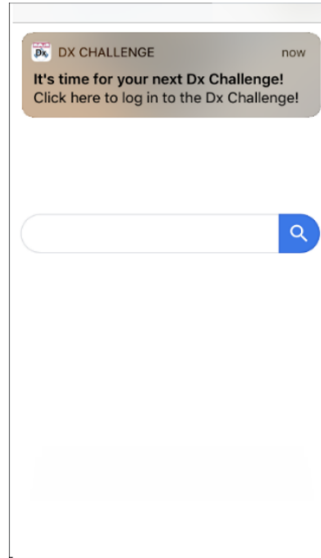 Dx DX CHALLENGE now
It's time for your next Dx Challenge!
Click here to log in to the Dx Challenge!